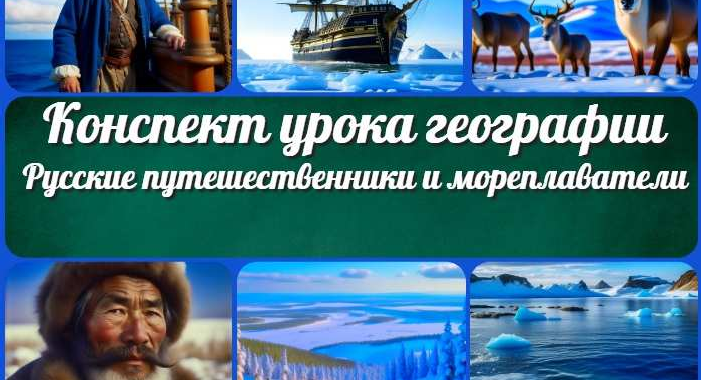 Конспект урока географии
Русские путешественники и мореплаватели